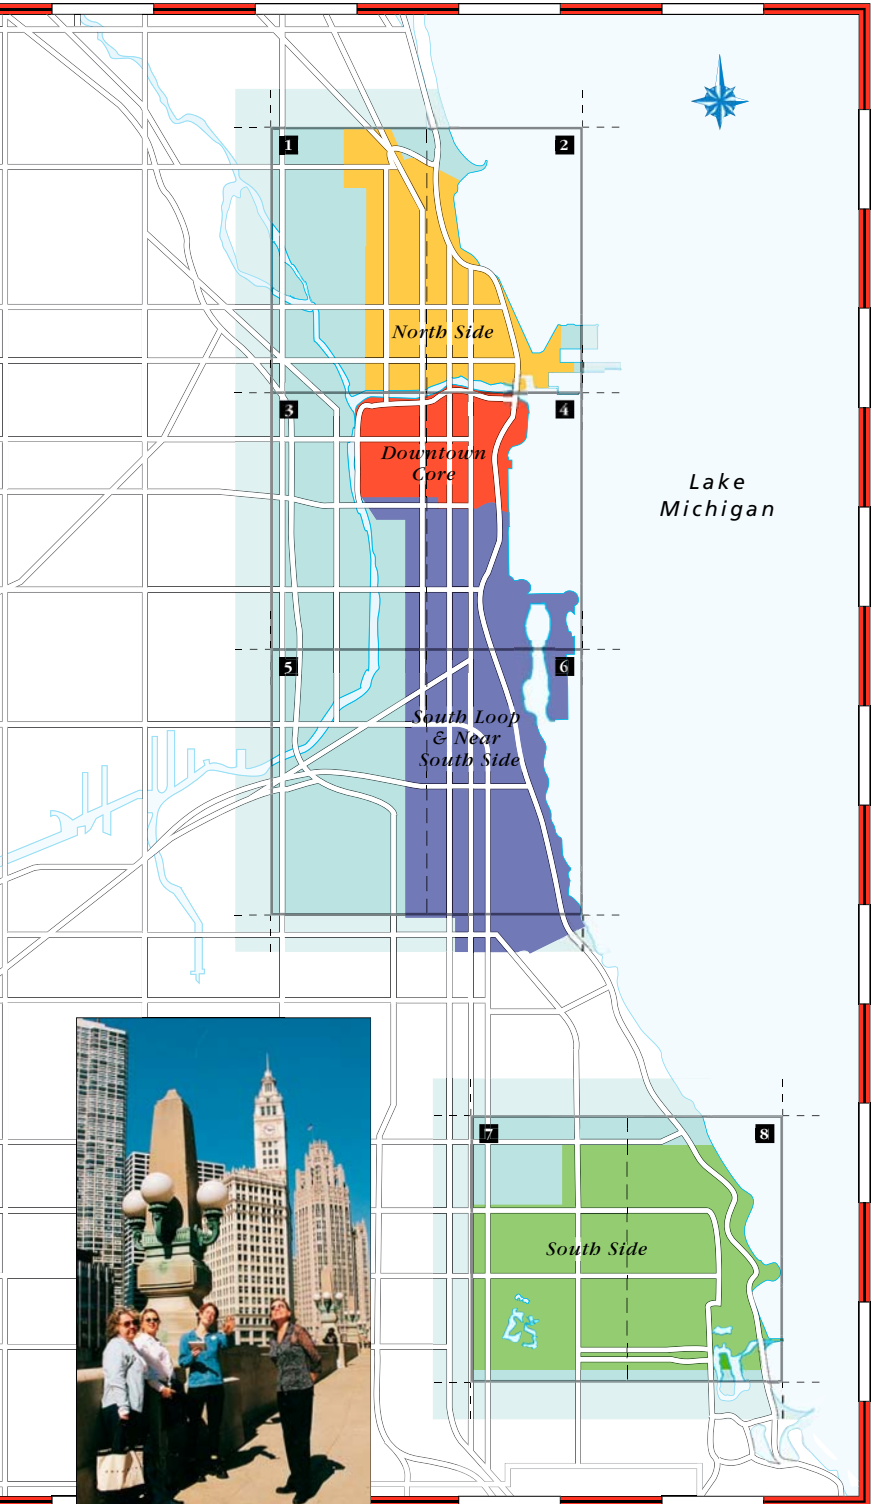 1
2
North Side
3
4
Downtown
Core
Lake
Michigan
5
6
South Loop
& Near
South Side
7
8
South Side